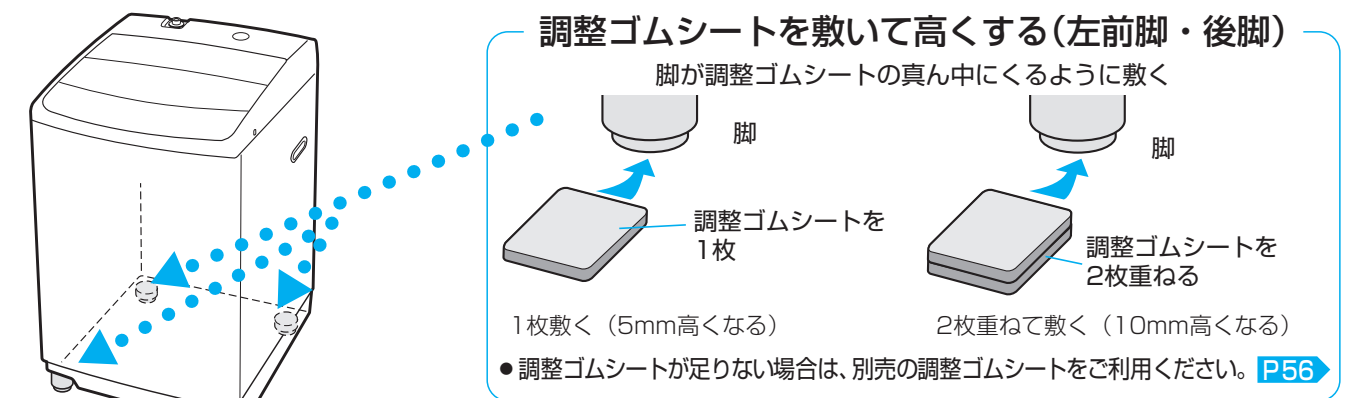 調整ゴムシートを敷いて高くする(左前脚・後脚)
脚が調整ゴムシートの真ん中にくるように敷く
脚
調整ゴムシートを
1枚
1枚敷く（5mm高くなる）
脚
調整ゴムシートを
2枚重ねる
2枚重ねて敷く（10mm高くなる）
●調整ゴムシートが足りない場合は、別売の調整ゴムシートをご利用ください。 P56